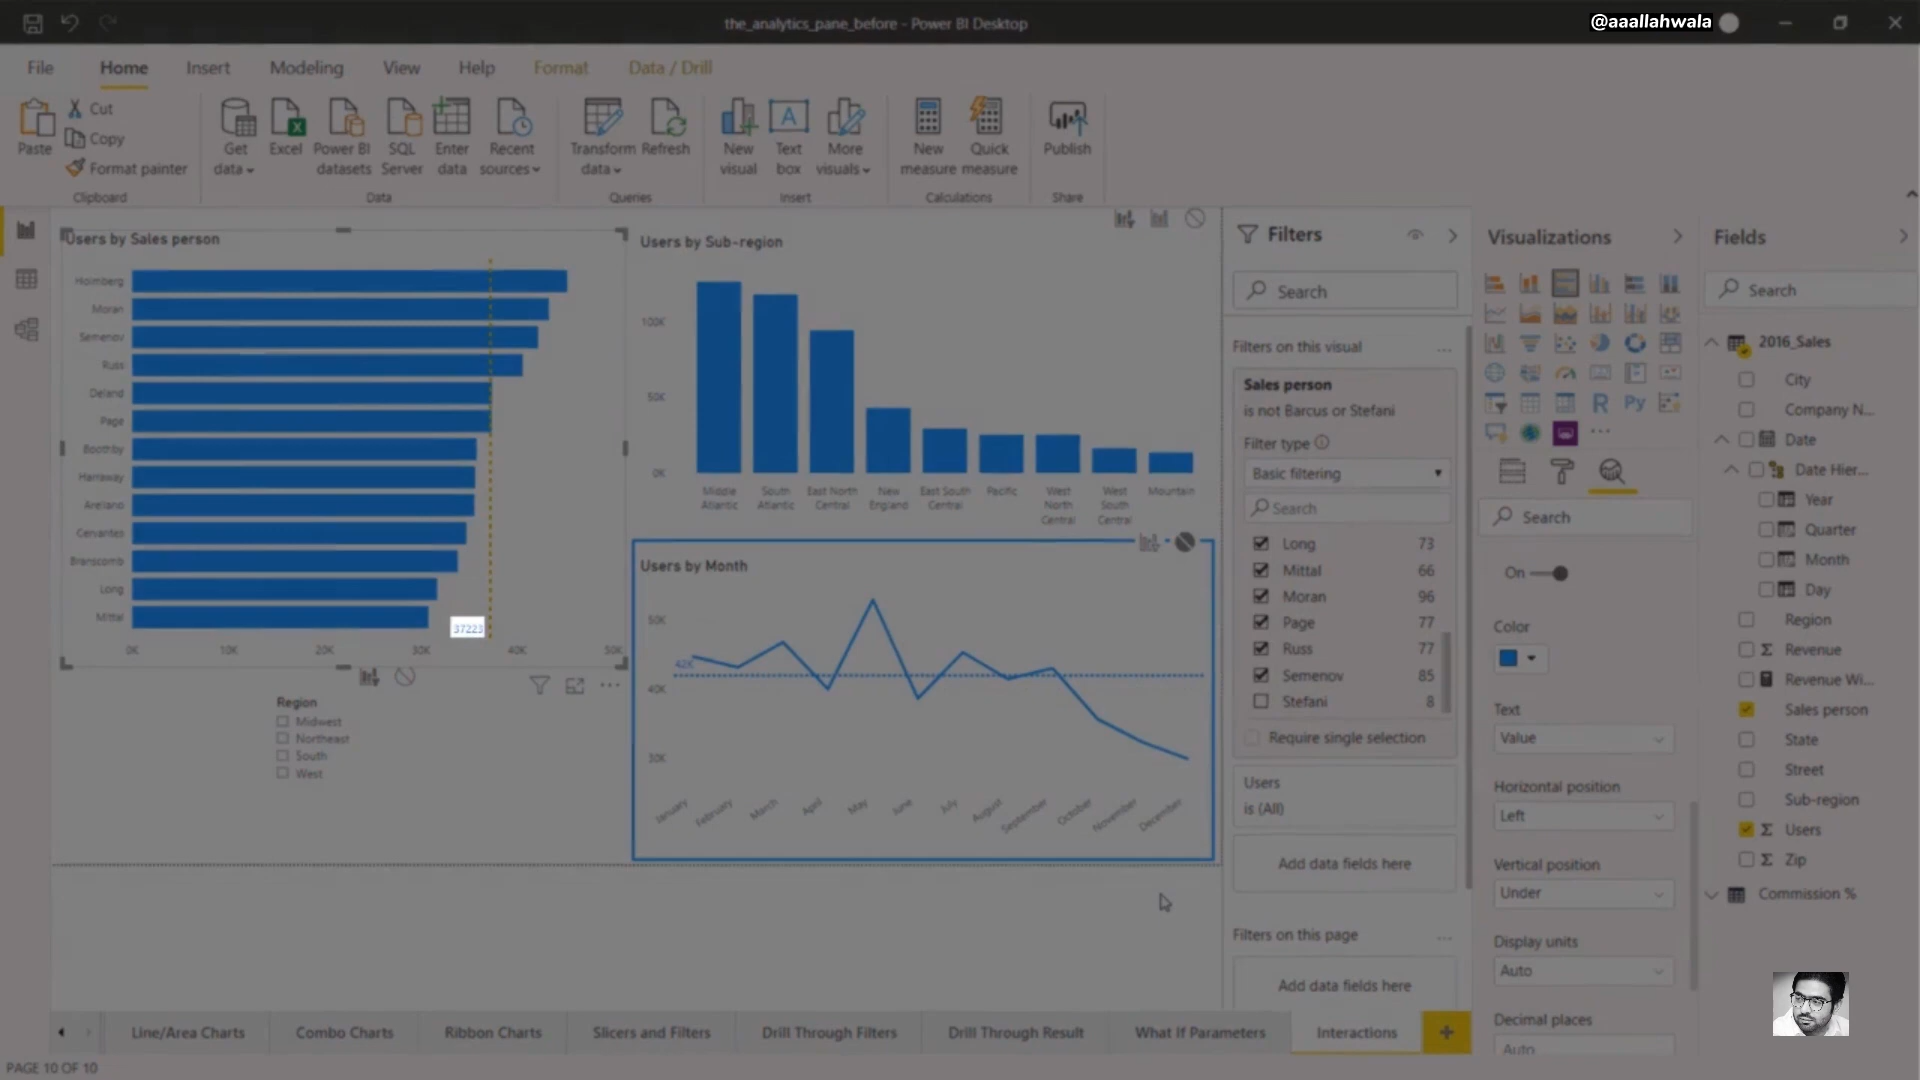 the_analytics_pane_before - Power BI Desktop
@aaallahwala
File Home Insert Modeling View Help Format Data / Drill
Paste
Cut
Copy
Format painter
Clipboard
Get data
Excel
Power BI datasets
SQL Server
Enter data
Recent sources
Data
Transform data
Refresh
Queries
New visual
Text box
More visuals
Insert
New measure
Quick measure
Calculations
Publish
Share
Users by Sales person
Holmberg
Moran
Semenov
Russ
Deland
Page
Boothby
Harraway
Arellano
Cervantes
Branscomb
Long
Mittal
37223
0K 10K 20K 30K 40K 50K
Region
Midwest
Northeast
South
West
Users by Sub-region
100K
50K
0K
Middle Atlantic
South Atlantic
East North Central
New England
East South Central
Pacific
West North Central
West South Central
Mountain
Users by Month
50K
42K
40K
30K
January February March April May June July August September October November December
Filters
Search
Filters on this visual
Sales person
is not Barcus or Stefani
Filter type
Basic filtering
Search
Long 73
Mittal 66
Moran 96
Page 77
Russ 77
Semenov 85
Stefani 8
Require single selection
Users
is (All)
Add data fields here
Filters on this page
Add data fields here
Visualizations
R Py
Search
On
Color
Text
Value
Horizontal position
Left
Vertical position
Under
Display units
Auto
Decimal places
Auto
Fields
Search
2016_Sales
City
Company N...
Date
Date Hier...
Year
Quarter
Month
Day
Region
Revenue
Revenue Wi...
Sales person
State
Street
Sub-region
Users
Zip
Commission %
Line/Area Charts Combo Charts Ribbon Charts Slicers and Filters Drill Through Filters Drill Through Result What If Parameters Interactions
PAGE 10 OF 10